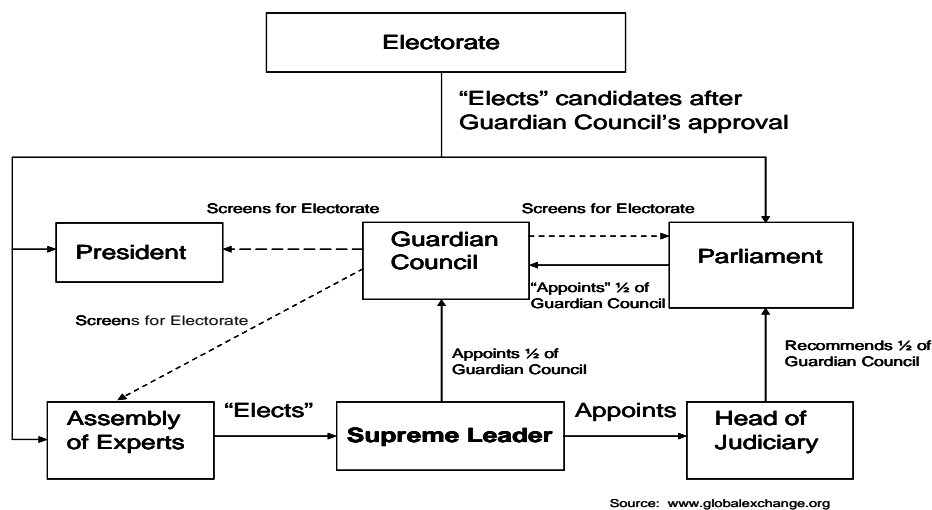 Electorate
“Elects” candidates after
Guardian Council’s approval
Screens for Electorate
Screens for Electorate
President
Guardian
Council
Parliament
“Appoints” ½ of
Guardian Council
Screens for Electorate
Appoints ½ of
Guardian Council
Recommends ½ of
Guardian Council
Assembly
of Experts
“Elects”
Supreme Leader
Appoints
Head of
Judiciary
Source: www.globalexchange.org